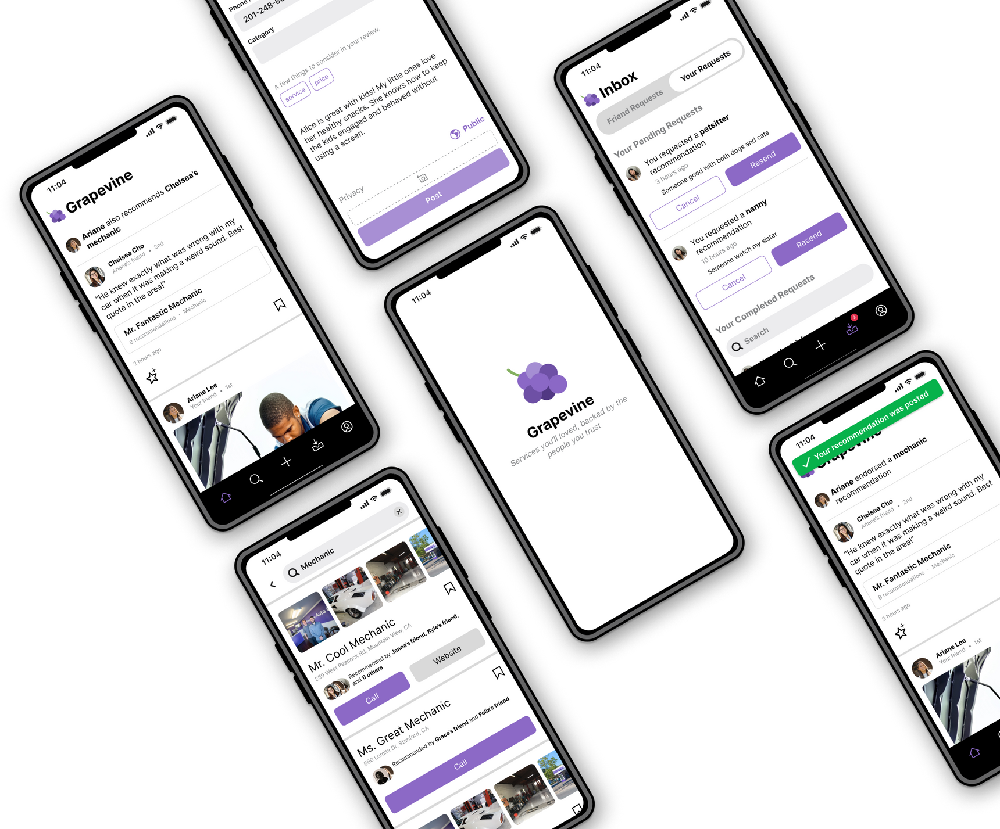 Phone
201-248-8
Category
A few things to consider in your review.
service
price
Alice is great with kids! My little ones love
her healthy snacks. She knows how to keep
the kids engaged and behaved without
using a screen.
Public
Privacy
Post
11:04
Inbox
Friend Requests
Your Requests
Your Pending Requests
You requested a petsitter
recommendation
3 hours ago
Someone good with both dogs and cats
Cancel
Resend
You requested a nanny
recommendation
10 hours ago
Someone watch my sister
Cancel
Resend
Your Completed Requests
Search
3
11:04
Grapevine
Ariane also recommends Chelsea's
mechanic
Chelsea Cho
Ariane's friend • 2nd
"He knew exactly what was wrong with my
car when it was making a weird sound. Best
quote in the area!"
Mr. Fantastic Mechanic
8 recommendations · Mechanic
2 hours ago
Ariane Lee
Your friend • 1st
11:04
Grapevine
Services you'll loved, backed by the
people you trust
11:04
Your recommendation was posted
Grapevine
Ariane endorsed a mechanic
recommendation
Chelsea Cho
Ariane's friend • 2nd
"He knew exactly what was wrong with my
car when it was making a weird sound. Best
quote in the area!"
Mr. Fantastic Mechanic
8 recommendations · Mechanic
2 hours ago
Ariane Lee
Your friend • 1st
11:04
Mechanic
Auto
Mr. Cool Mechanic
259 West Peacock Rd, Mountain View, CA
Recommended by Jenna's friend, Kyle's friend,
and 6 others
Call
Website
Ms. Great Mechanic
680 Lomita Dr, Stanford, CA
Recommended by Grace's friend and Felix's friend
Call